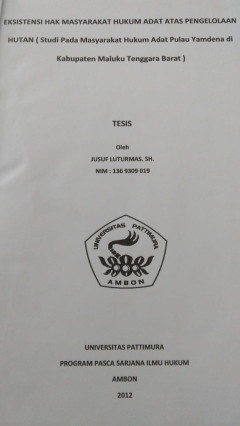 EKSISTENSI HAK MASYARAKAT HUKUM ADAT ATAS PENGELOLAAN
HUTAN ( Studi Pada Masyarakat Hukum Adat Pulau Yamdena di
Kabupaten Maluku Tenggara Barat )
TESIS
Oleh
JUSUF LUTURMAS. SH.
NIM : 136 9309 019
UNIVERSITAS PATTIMURA
AMBON
UNIVERSITAS PATTIMURA
PROGRAM PASCA SARJANA ILMU HUKUM
AMBON
2012